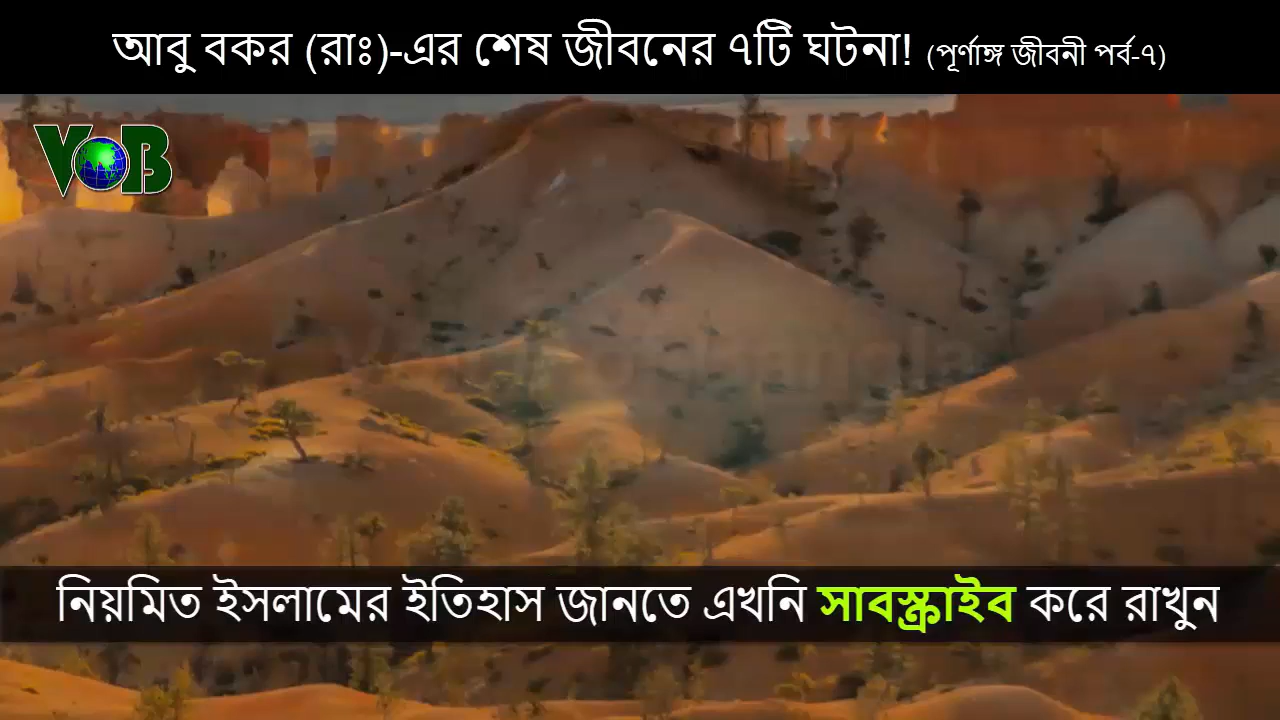 আবু বকর (রাঃ)-এর শেষ জীবনের ৭টি ঘটনা! (পূর্ণাঙ্গ জীবনী পর্ব-৭)
VOB
নিয়মিত ইসলামের ইতিহাস জানতে এখনি সাবস্ক্রাইব করে রাখুন